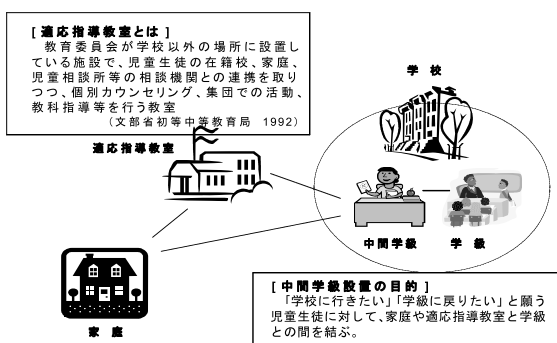 [適応指導教室とは]
教育委員会が学校以外の場所に設置し
ている施設で、児童生徒の在籍校、家庭、
児童相談所等の相談機関との連携を取り
つつ、個別カウンセリング、集団での活動、
教科指導等を行う教室
(文部省初等中等教育局 1992)
学校
適応指導教室
中間学級
学級
家庭
[中間学級設置の目的]
「学校に行きたい」「学級に戻りたい」と願う
児童生徒に対して、家庭や適応指導教室と学級
との間を結ぶ。